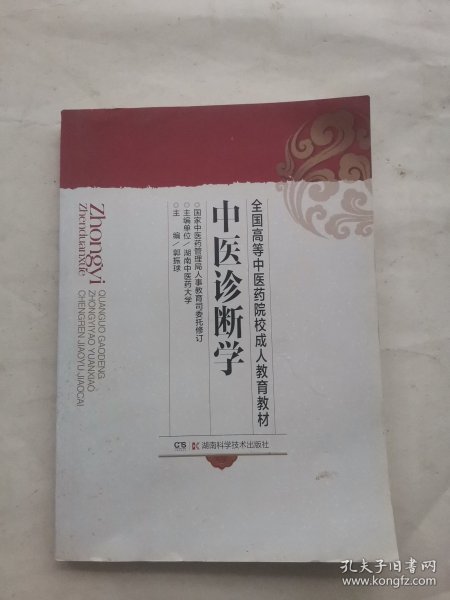 全国高等中医药院校成人教育教材
中医诊断学
◎国家中医药管理局人事教育司委托修订
◎主编单位/湖南中医药大学
◎主 编/郭振球
Zhongyi
Zhenduanxue
QUANGUO GAODENG
ZHONGYIYAO YUANXIAO
CHENGREN JIAOYU JIAOCAI
湖南科学技术出版社
孔夫子旧书网
www.kongfz.com